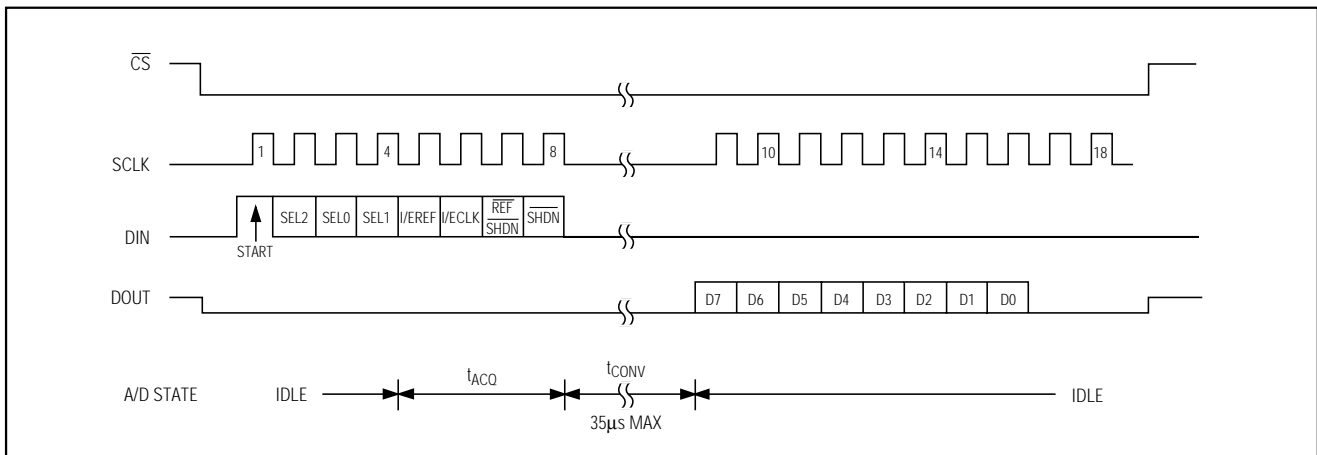 CS
SCLK 1 4 8 10 14 18
DIN SEL2 SEL0 SEL1 I/EREF I/ECLK REF SHDN SHDN
START
DOUT D7 D6 D5 D4 D3 D2 D1 D0
A/D STATE IDLE tACQ tCONV IDLE
35µs MAX